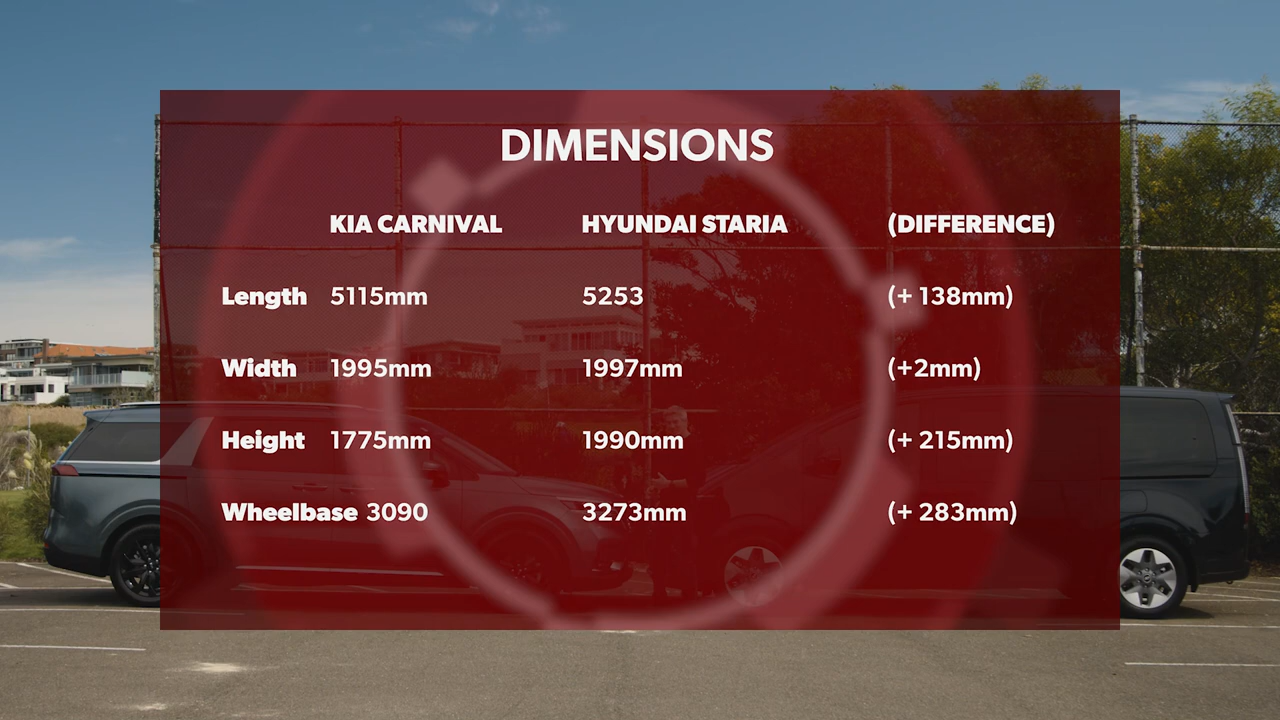 DIMENSIONS
KIA CARNIVAL HYUNDAI STARIA (DIFFERENCE)
Length 5115mm 5253 (+ 138mm)
Width 1995mm 1997mm (+2mm)
Height 1775mm 1990mm (+ 215mm)
Wheelbase 3090 3273mm (+ 283mm)